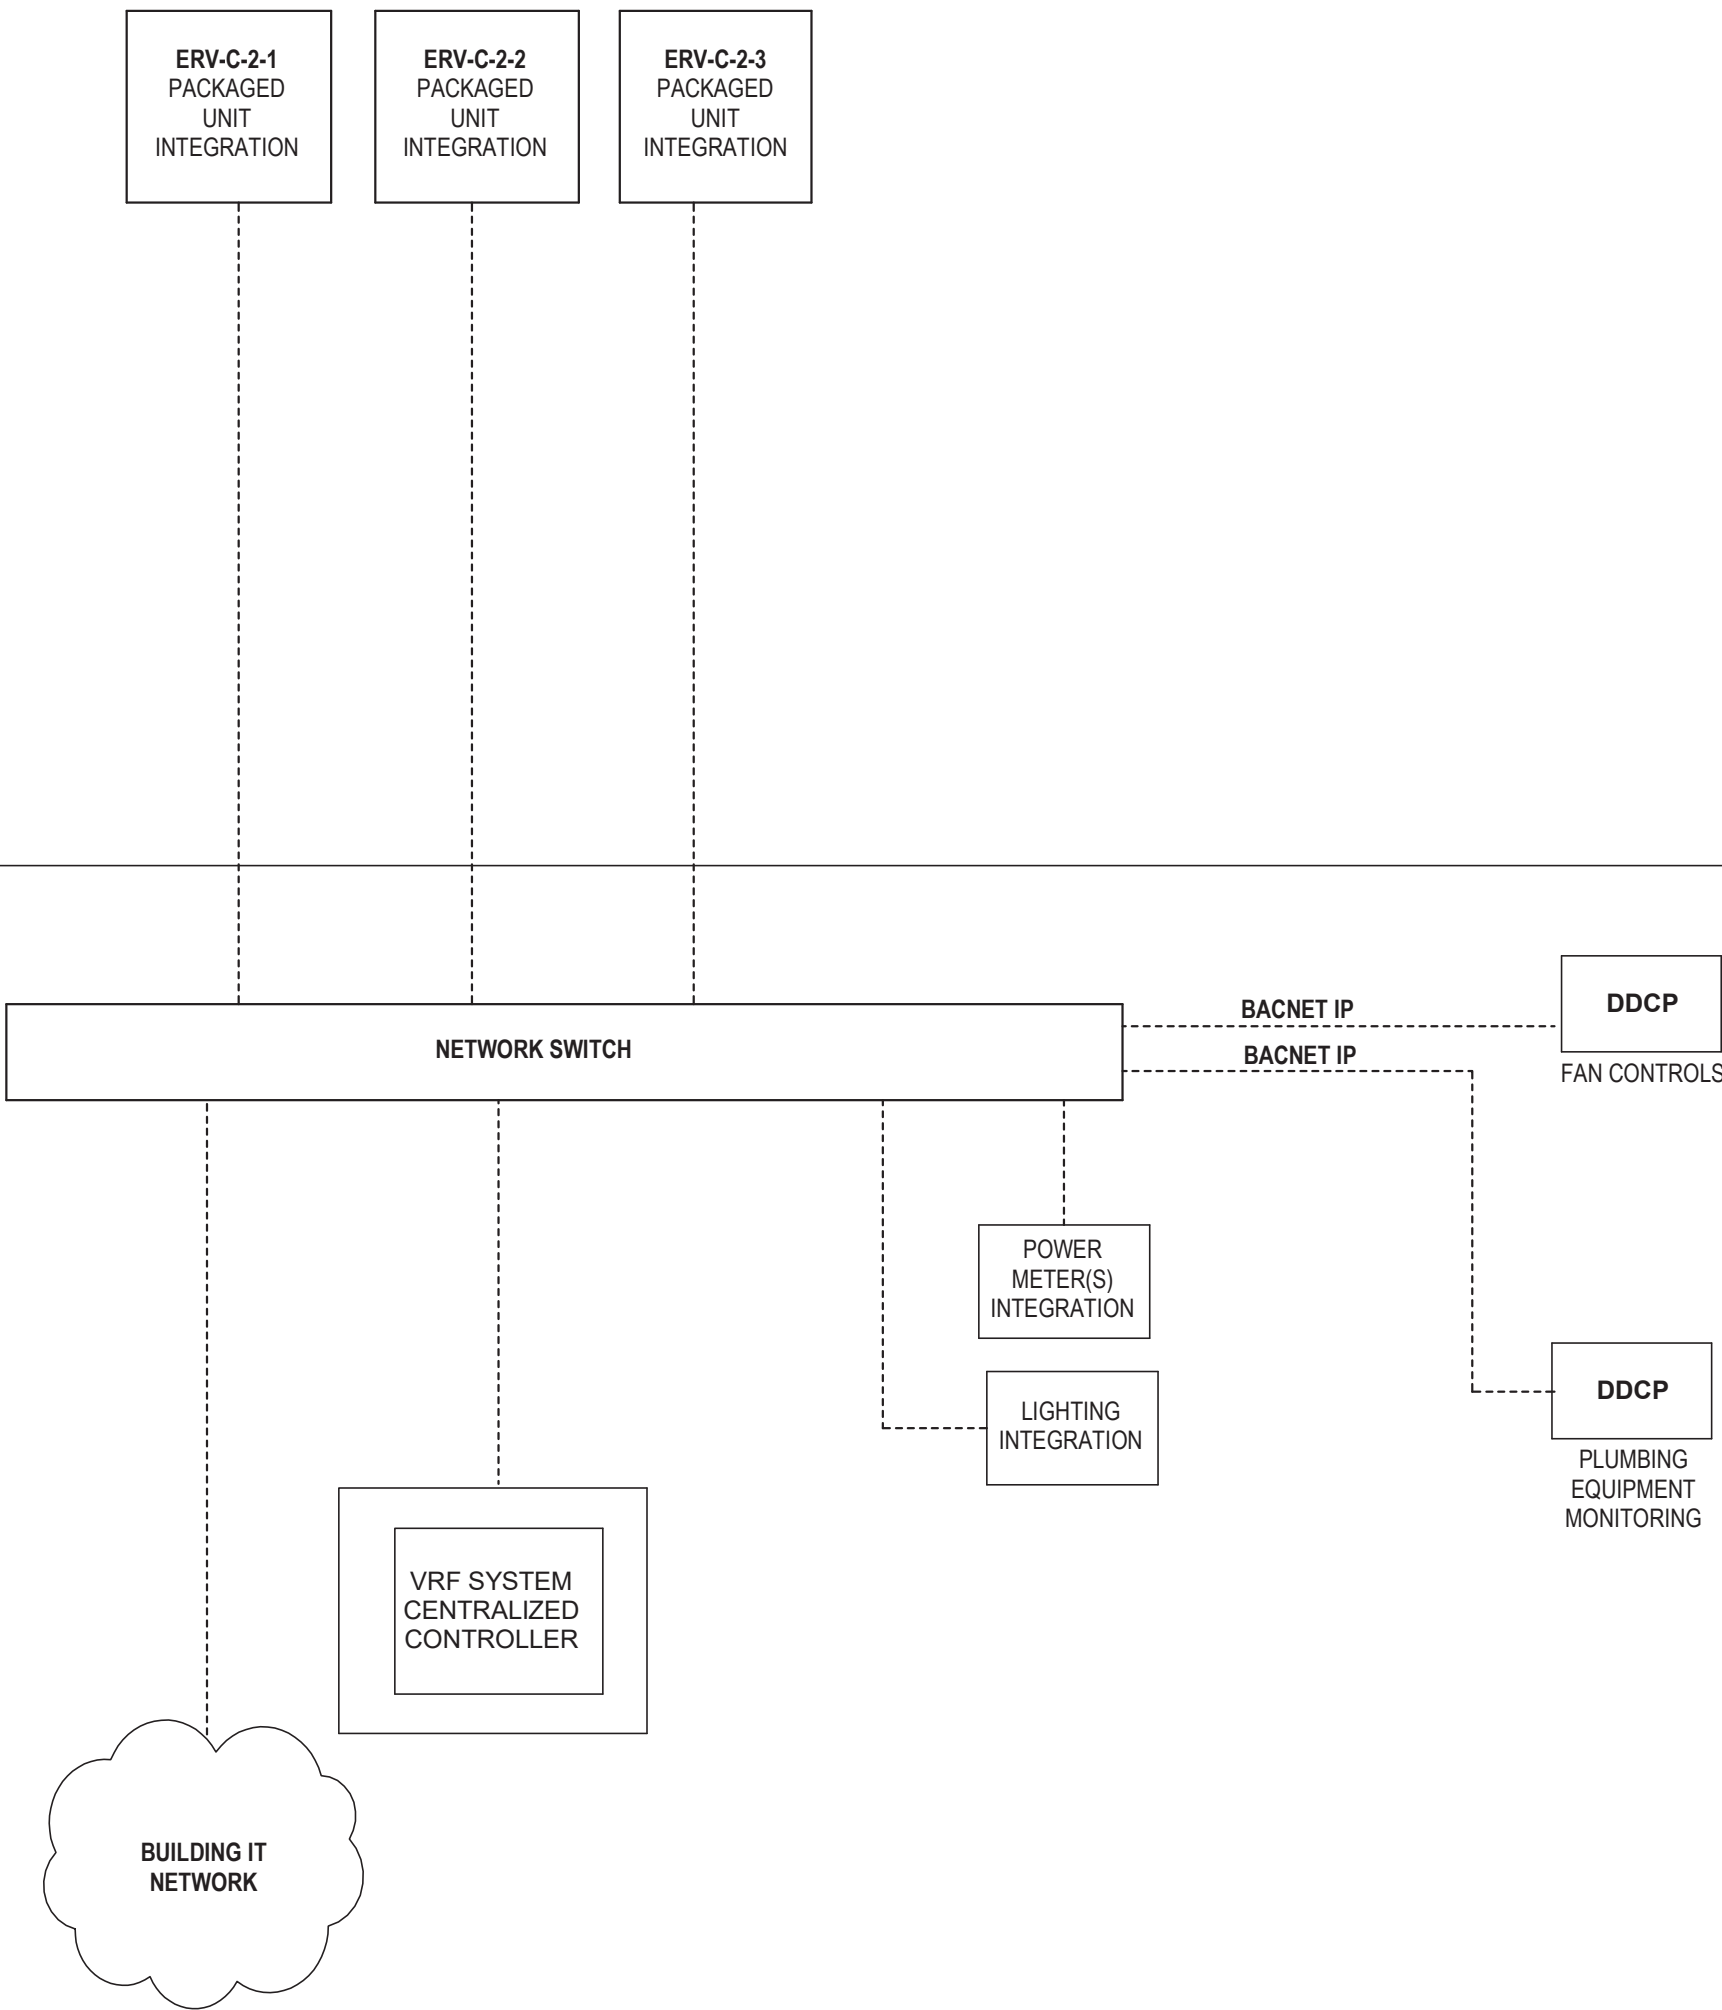 ERV-C-2-1
PACKAGED
UNIT
INTEGRATION
ERV-C-2-2
PACKAGED
UNIT
INTEGRATION
ERV-C-2-3
PACKAGED
UNIT
INTEGRATION
NETWORK SWITCH
BACNET IP
BACNET IP
DDCP
FAN CONTROLS
POWER
METER(S)
INTEGRATION
LIGHTING
INTEGRATION
DDCP
PLUMBING
EQUIPMENT
MONITORING
VRF SYSTEM
CENTRALIZED
CONTROLLER
BUILDING IT
NETWORK